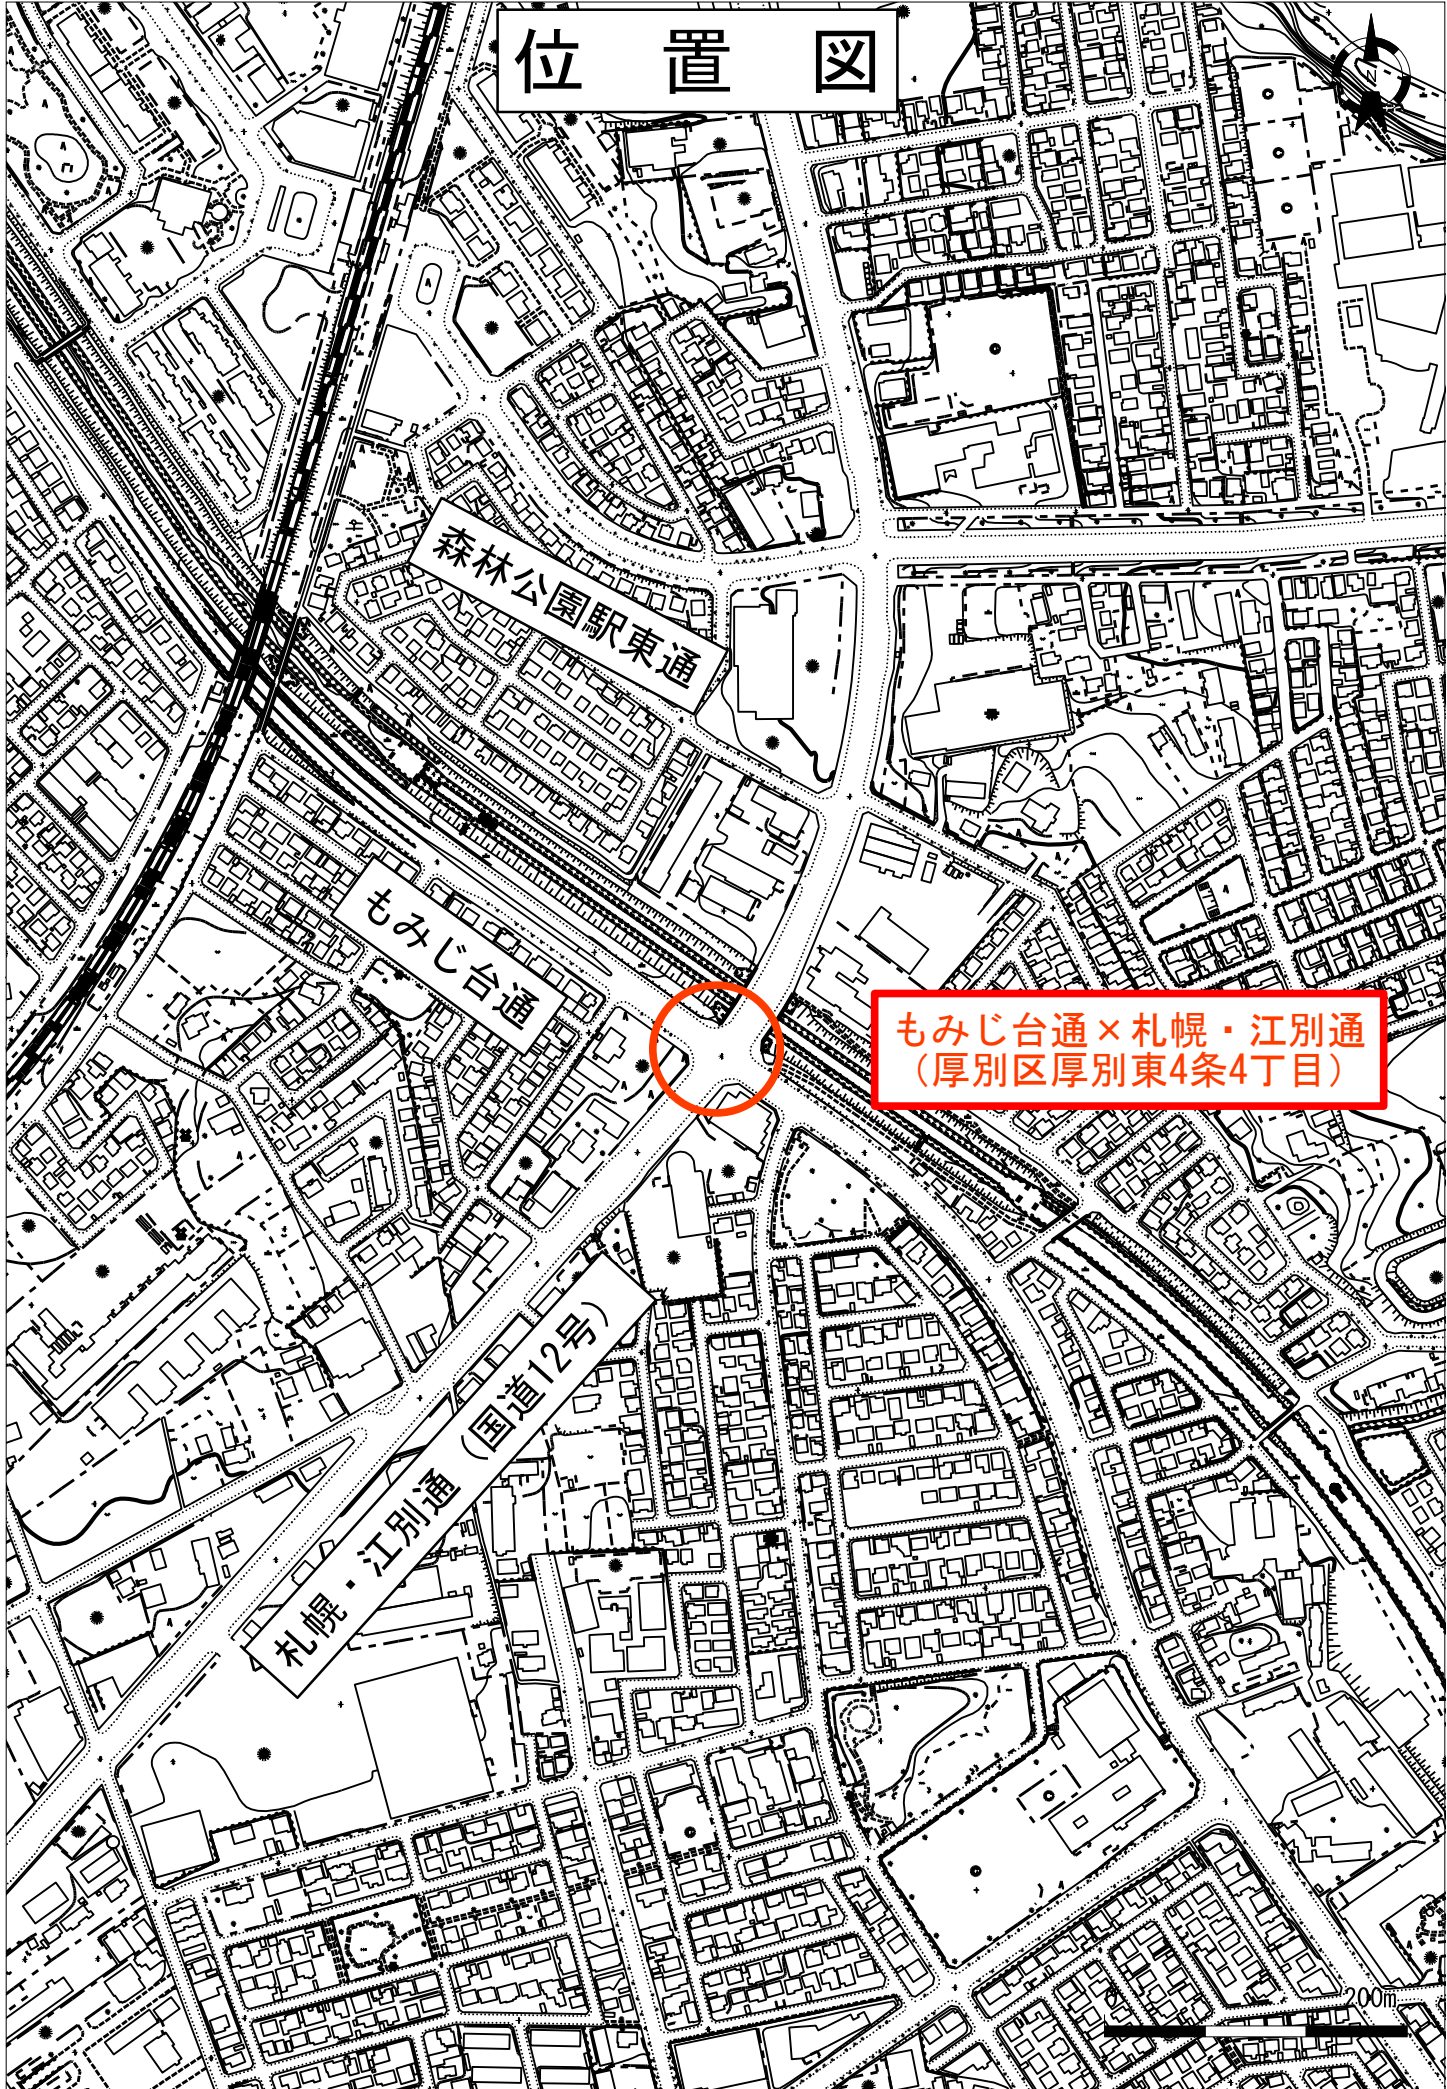 位置図
森林公園駅東通
もみじ台通
もみじ台通×札幌・江別通
（厚別区厚別東4条4丁目）
札幌・江別通（国道12号）
0
200m